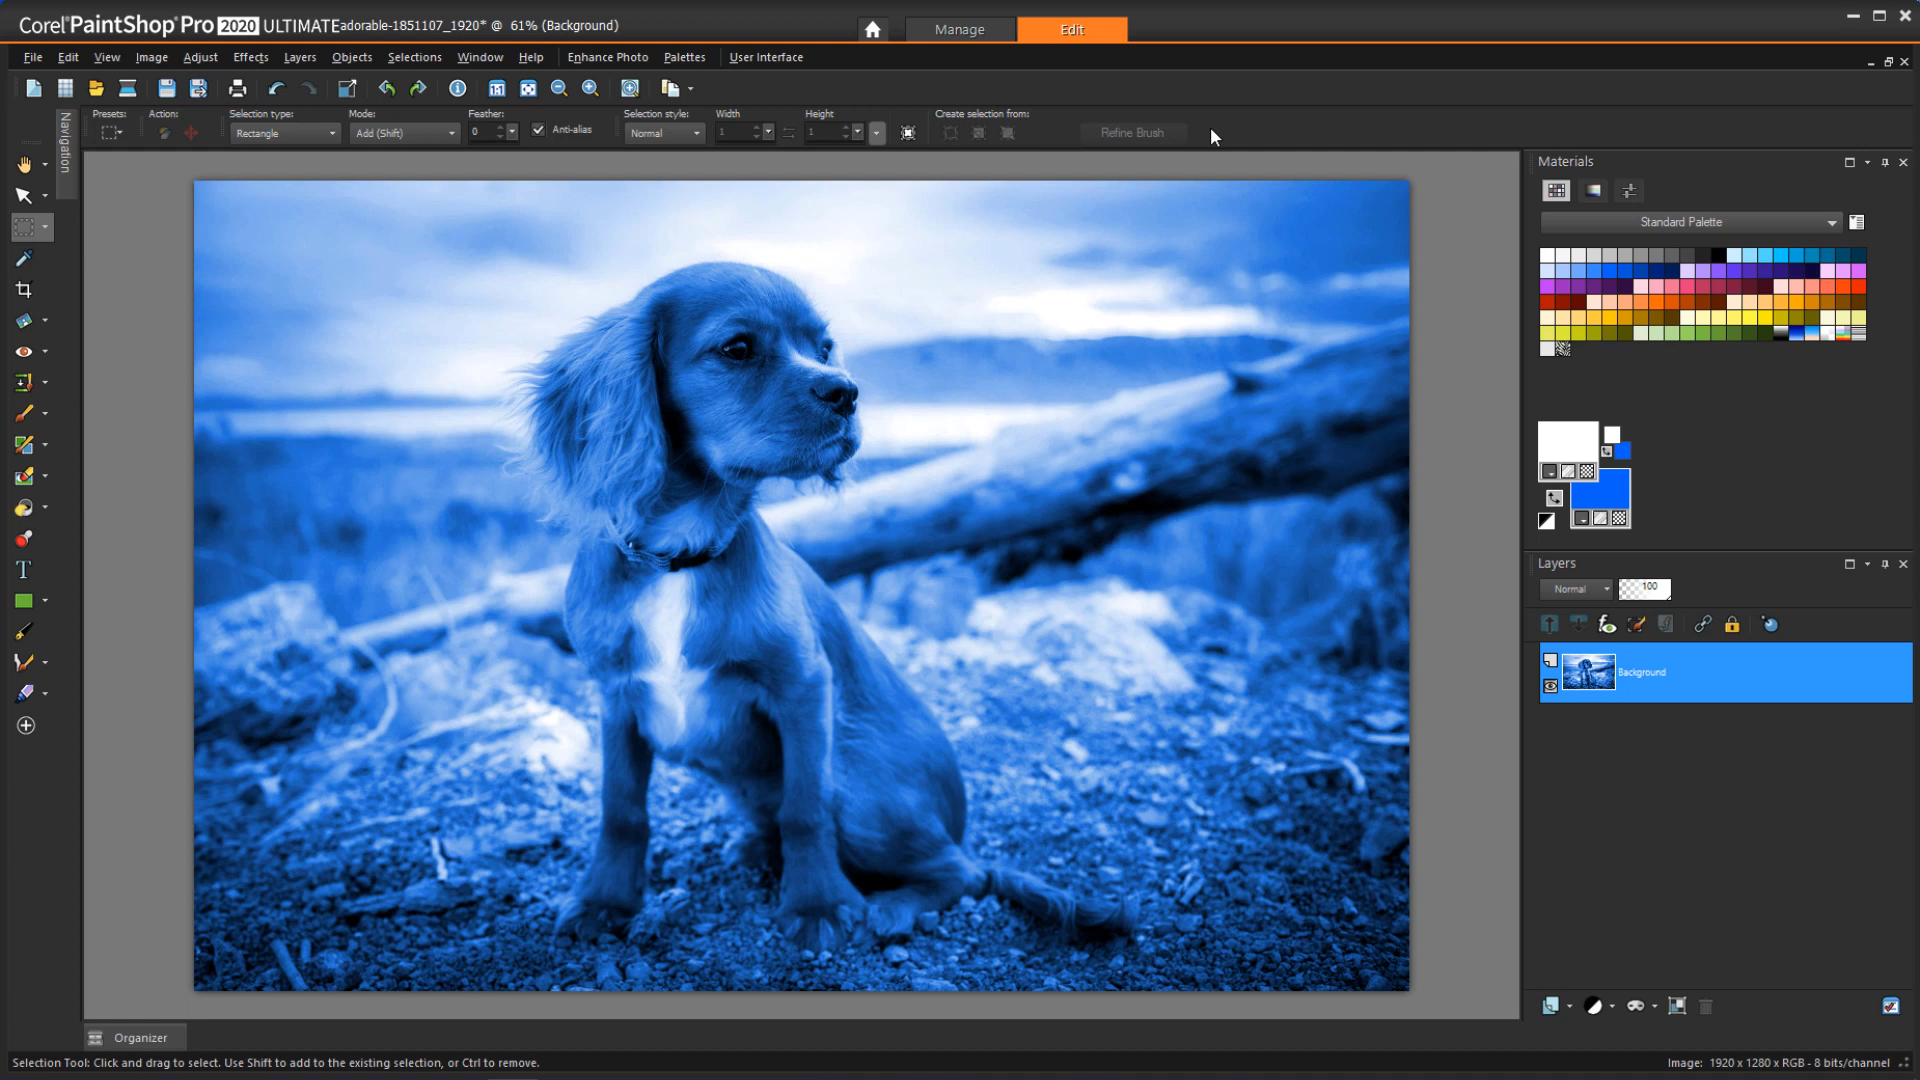 Corel PaintShop Pro 2020 ULTIMATE adorable-1851107_1920* @ 61% (Background)
Manage
Edit
File Edit View Image Adjust Effects Layers Objects Selections Window Help Enhance Photo Palettes User Interface
1:1
Presets: Action: Selection type: Mode: Feather: Selection style: Width Height Create selection from:
Rectangle Add (Shift) 0 Anti-alias Normal 1 1 Refine Brush
Navigation
Materials
Standard Palette
Layers
Normal 100
Background
T
Organizer
Selection Tool: Click and drag to select. Use Shift to add to the existing selection, or Ctrl to remove.
Image: 1920 x 1280 x RGB - 8 bits/channel